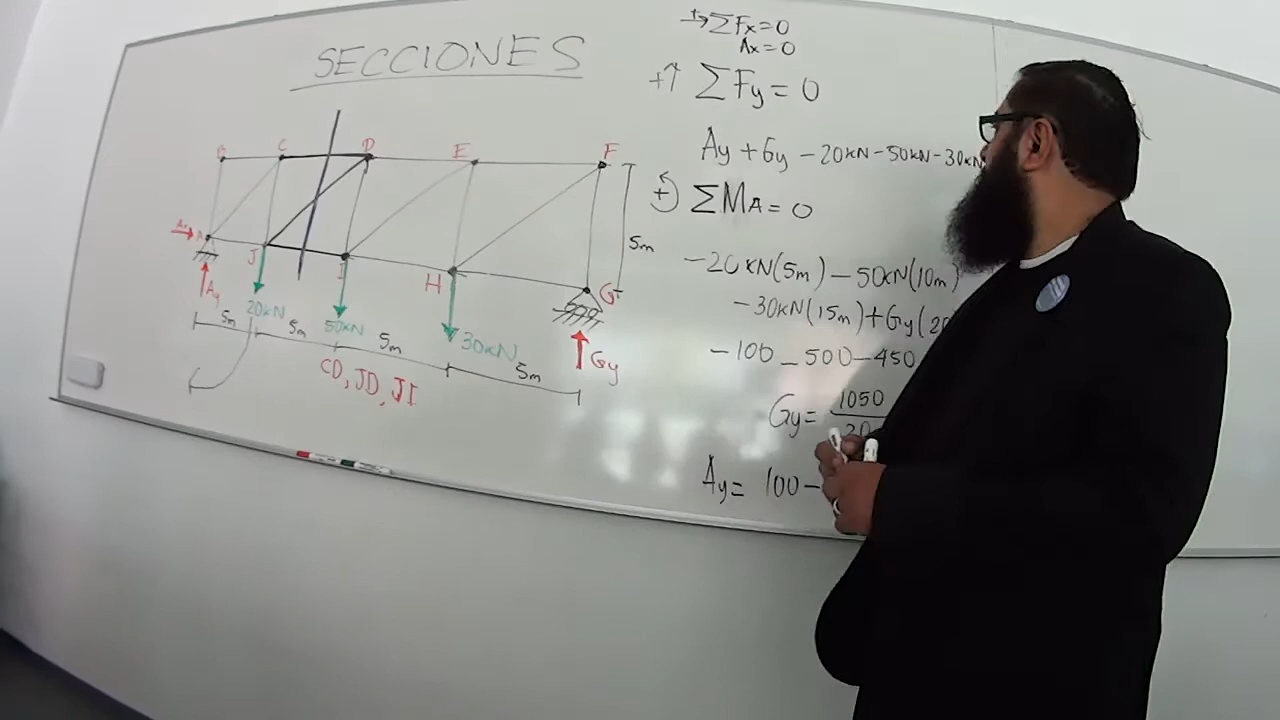 SECCIONES
B C D E F
5m
Ax A J I H G
Ay 20kN 50kN 30kN Gy
5m 5m 5m 5m
CD, JD, JI
+→ ΣFx=0
Ax=0
+↑ ΣFy=0
Ay+Gy-20kN-50kN-30kN
+ ΣMA=0
-20kN(5m)-50kN(10m)
-30kN(15m)+Gy(20
-100-500-450
Gy= 1050
20
Ay= 100-